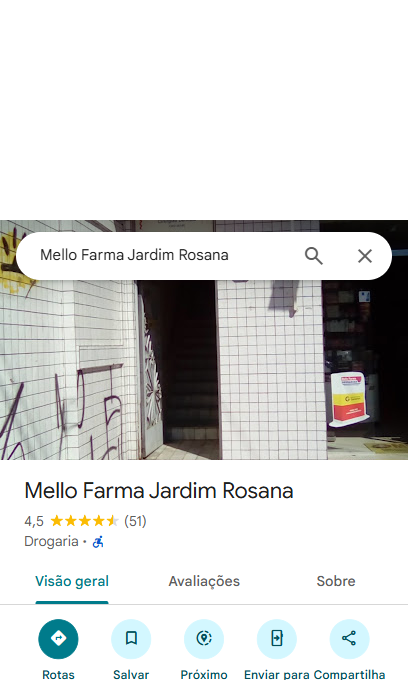 Mello Farma Jardim Rosana
Mello Farma Jardim Rosana
4,5 (51)
Drogaria ·
Visão geral Avaliações Sobre
Rotas Salvar Próximo Enviar para Compartilha